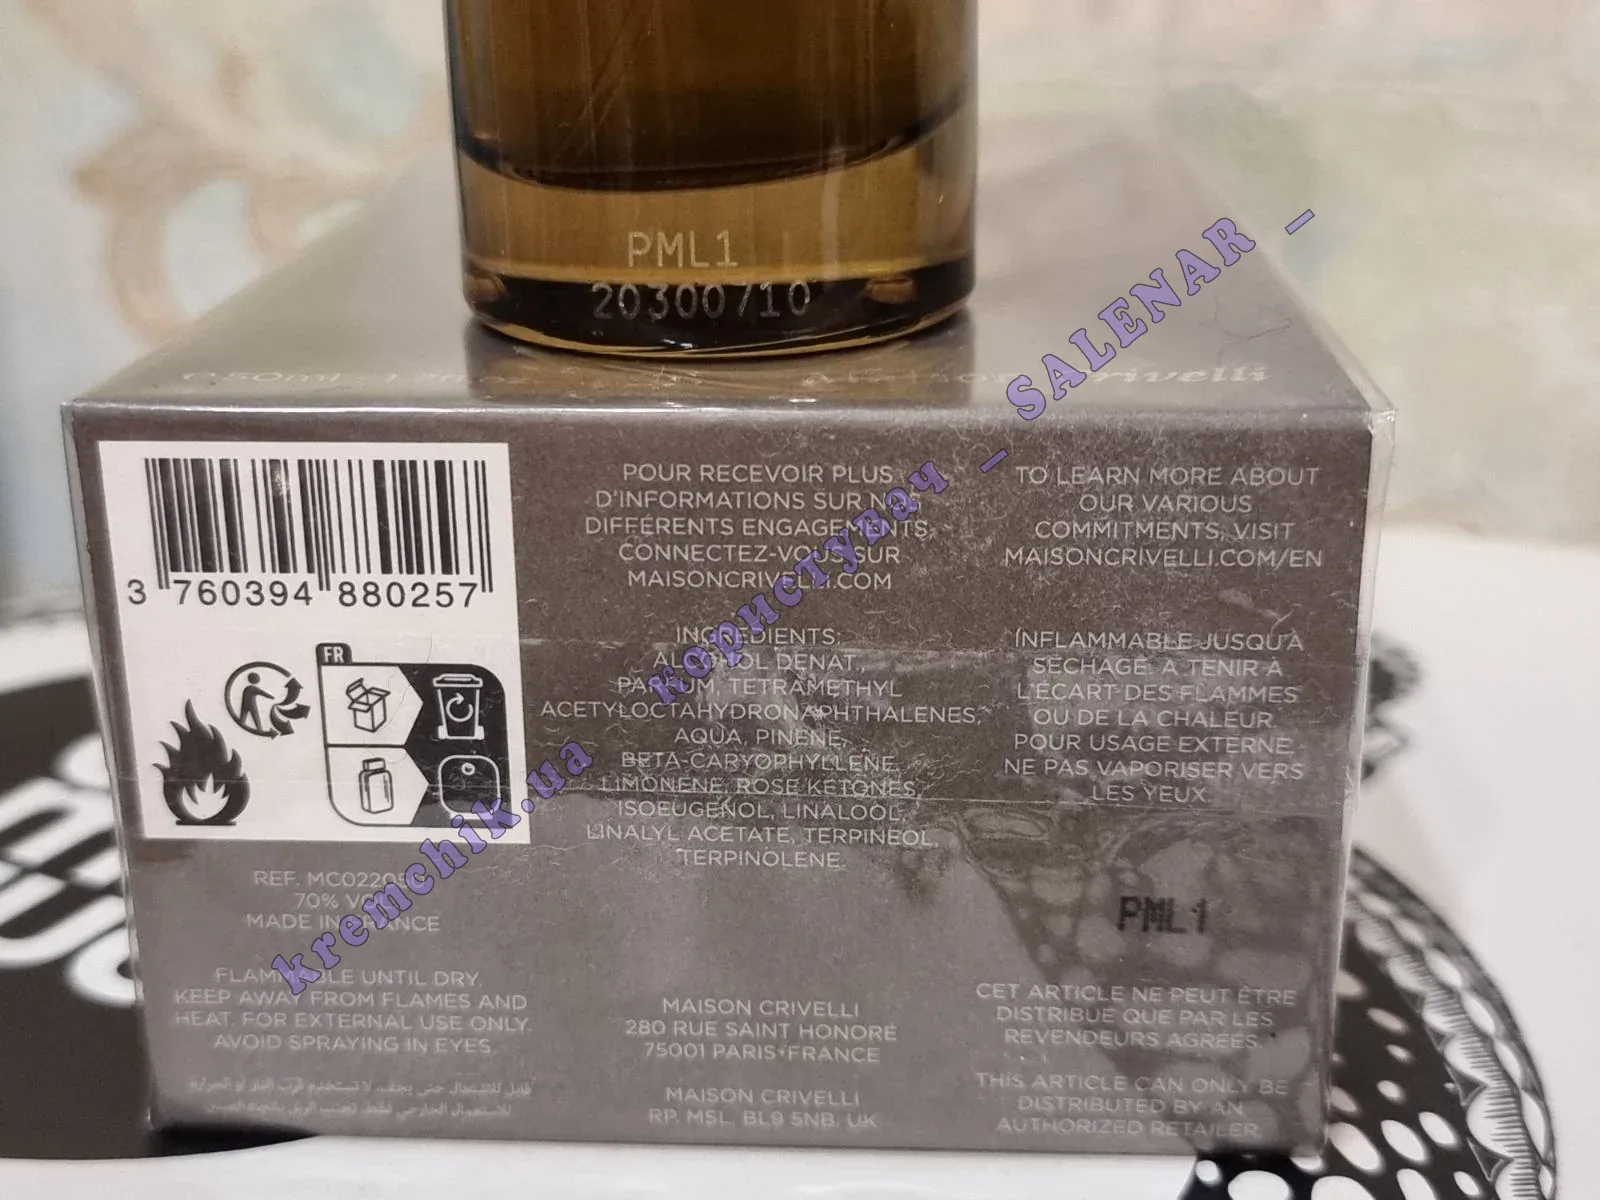 PML1
20300710
Maison Crivelli
3 760394 880257
FR
REF. MC02205
70% VOL
MADE IN FRANCE
FLAMMABLE UNTIL DRY.
KEEP AWAY FROM FLAMES AND
HEAT. FOR EXTERNAL USE ONLY.
AVOID SPRAYING IN EYES.
POUR RECEVOIR PLUS
D'INFORMATIONS SUR NOS
DIFFÉRENTS ENGAGEMENTS,
CONNECTEZ-VOUS SUR
MAISONCRIVELLI.COM
INGREDIENTS:
ALCOHOL DENAT.,
PARFUM, TETRAMETHYL
ACETYLOCTAHYDRONAPHTHALENES,
AQUA, PINENE,
BETA-CARYOPHYLLENE,
LIMONENE, ROSE KETONES,
ISOEUGENOL, LINALOOL,
LINALYL ACETATE, TERPINEOL,
TERPINOLENE.
MAISON CRIVELLI
280 RUE SAINT HONORÉ
75001 PARIS•FRANCE
MAISON CRIVELLI
RP. MSL, BL9 5NB. UK
TO LEARN MORE ABOUT
OUR VARIOUS
COMMITMENTS, VISIT
MAISONCRIVELLI.COM/EN
INFLAMMABLE JUSQU'À
SÉCHAGE. A TENIR À
L'ÉCART DES FLAMMES
OU DE LA CHALEUR.
POUR USAGE EXTERNE.
NE PAS VAPORISER VERS
LES YEUX.
PML1
CET ARTICLE NE PEUT ÊTRE
DISTRIBUÉ QUE PAR LES
REVENDEURS AGRÉÉS.
THIS ARTICLE CAN ONLY BE
DISTRIBUTED BY AN
AUTHORIZED RETAILER
kremchik.ua користувач _ SALENAR _